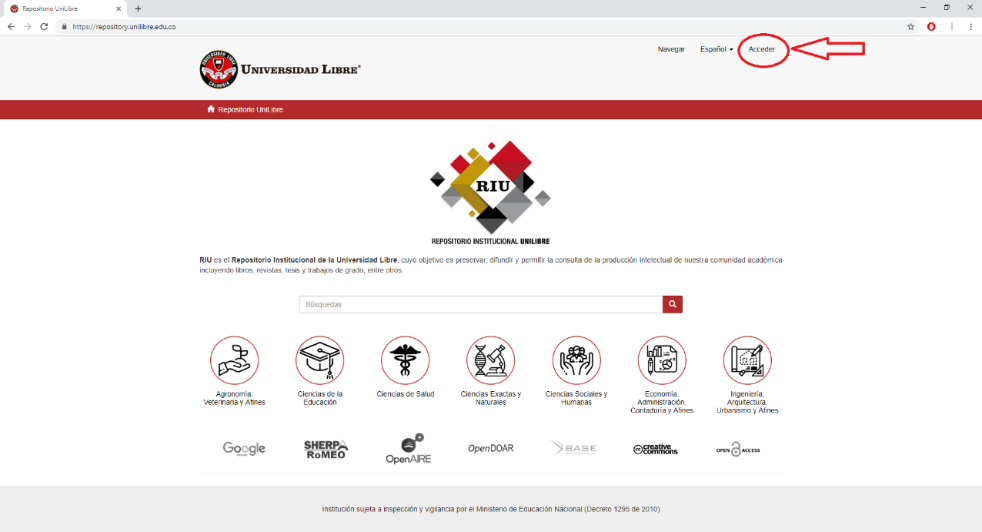 Repositorio UniLibre
https://repository.unilibre.edu.co
Navegar Español Acceder
UNIVERSIDAD LIBRE®
Repositorio UniLibre
RIU
REPOSITORIO INSTITUCIONAL UNILIBRE
RIU es el Repositorio Institucional de la Universidad Libre, cuyo objetivo es preservar, difundir y permitir la consulta de la producción intelectual de nuestra comunidad académica
incluyendo libros, revistas, tesis y trabajos de grado, entre otros.
Búsquedas
Agronomía,
Veterinaria y Afines
Ciencias de la
Educación
Ciencias de Salud
Ciencias Exactas y
Naturales
Ciencias Sociales y
Humanas
Economía,
Administración,
Contaduría y Afines
Ingeniería,
Arquitectura,
Urbanismo y Afines
Google
SHERPA
RoMEO
OpenAIRE
OpenDOAR
BASE
creative
commons
OPEN ACCESS
Institución sujeta a inspección y vigilancia por el Ministerio de Educación Nacional (Decreto 1295 de 2010)